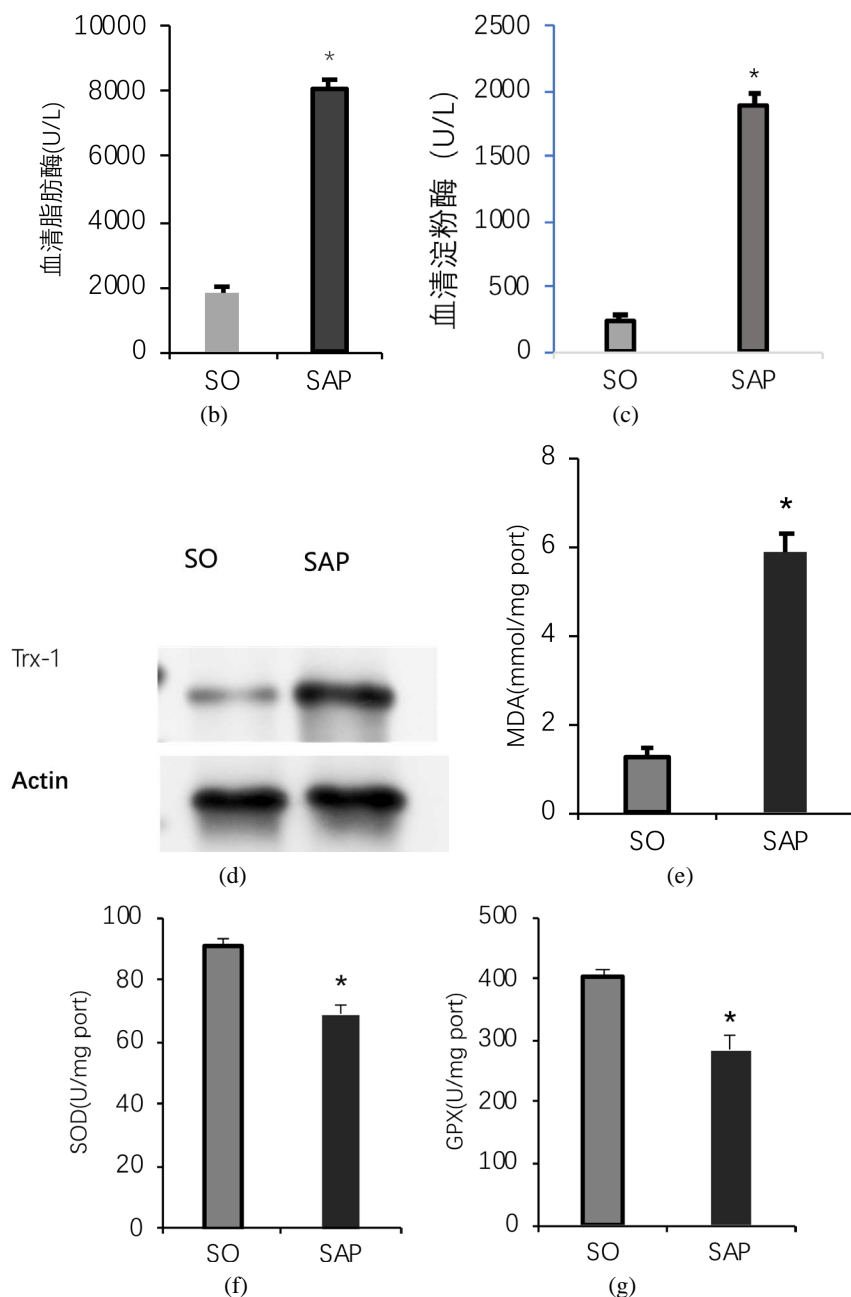 10000
8000
6000
4000
2000
0
血清脂肪酶(U/L)
*
SO SAP
(b)
2500
2000
1500
1000
500
0
血清淀粉酶 (U/L)
*
SO SAP
(c)
SO SAP
Trx-1
Actin
(d)
8
6
4
2
0
MDA(mmol/mg port)
*
SO SAP
(e)
100
80
60
40
20
0
SOD(U/mg port)
*
SO SAP
(f)
500
400
300
200
100
0
GPX(U/mg port)
*
SO SAP
(g)